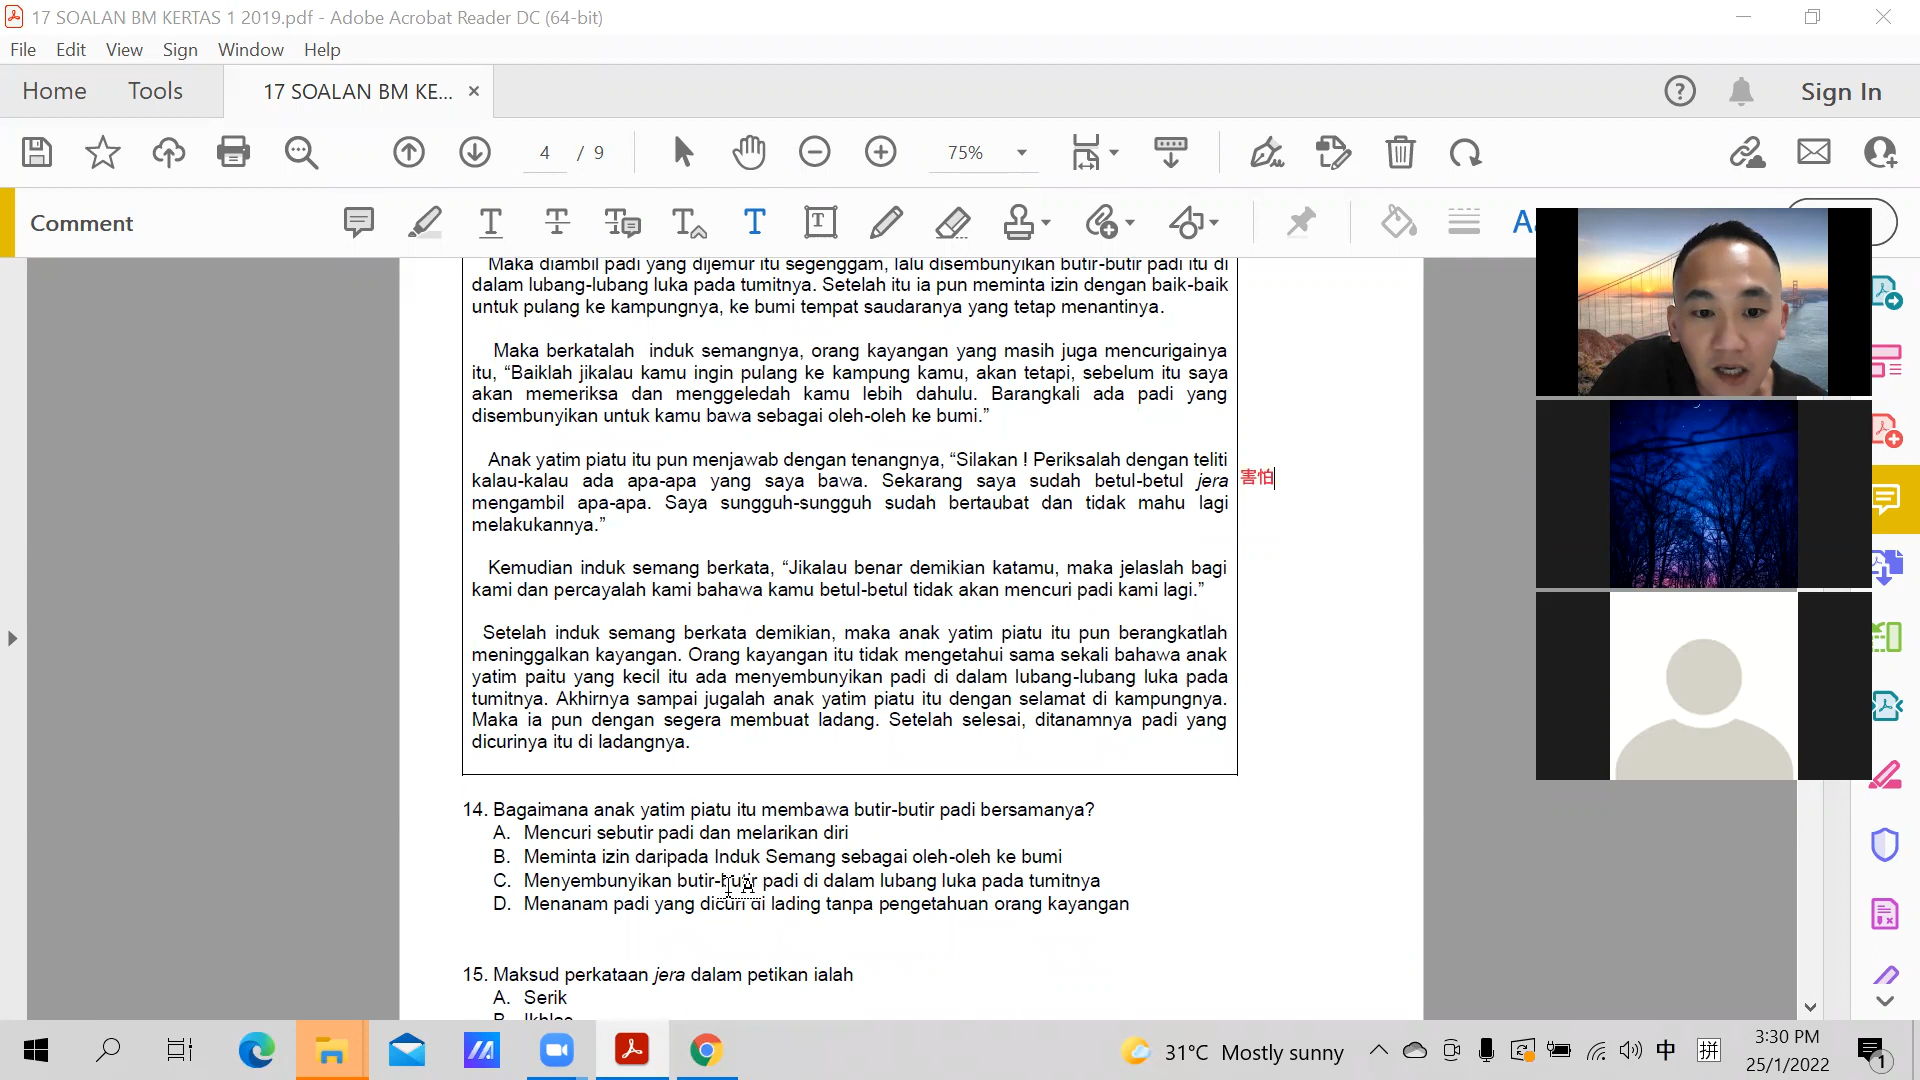 17 SOALAN BM KERTAS 1 2019.pdf - Adobe Acrobat Reader DC (64-bit)
File Edit View Sign Window Help
Home Tools 17 SOALAN BM KE... × Sign In
4 / 9 75%
Comment
Maka diambil padi yang dijemur itu segenggam, lalu disembunyikan butir-butir padi itu di
dalam lubang-lubang luka pada tumitnya. Setelah itu ia pun meminta izin dengan baik-baik
untuk pulang ke kampungnya, ke bumi tempat saudaranya yang tetap menantinya.
Maka berkatalah induk semangnya, orang kayangan yang masih juga mencurigainya
itu, “Baiklah jikalau kamu ingin pulang ke kampung kamu, akan tetapi, sebelum itu saya
akan memeriksa dan menggeledah kamu lebih dahulu. Barangkali ada padi yang
disembunyikan untuk kamu bawa sebagai oleh-oleh ke bumi.”
Anak yatim piatu itu pun menjawab dengan tenangnya, “Silakan ! Periksalah dengan teliti
kalau-kalau ada apa-apa yang saya bawa. Sekarang saya sudah betul-betul jera 害怕
mengambil apa-apa. Saya sungguh-sungguh sudah bertaubat dan tidak mahu lagi
melakukannya.”
Kemudian induk semang berkata, “Jikalau benar demikian katamu, maka jelaslah bagi
kami dan percayalah kami bahawa kamu betul-betul tidak akan mencuri padi kami lagi.”
Setelah induk semang berkata demikian, maka anak yatim piatu itu pun berangkatlah
meninggalkan kayangan. Orang kayangan itu tidak mengetahui sama sekali bahawa anak
yatim paitu yang kecil itu ada menyembunyikan padi di dalam lubang-lubang luka pada
tumitnya. Akhirnya sampai jugalah anak yatim piatu itu dengan selamat di kampungnya.
Maka ia pun dengan segera membuat ladang. Setelah selesai, ditanamnya padi yang
dicurinya itu di ladangnya.
14. Bagaimana anak yatim piatu itu membawa butir-butir padi bersamanya?
A. Mencuri sebutir padi dan melarikan diri
B. Meminta izin daripada Induk Semang sebagai oleh-oleh ke bumi
C. Menyembunyikan butir-butir padi di dalam lubang luka pada tumitnya
D. Menanam padi yang dicuri di lading tanpa pengetahuan orang kayangan
15. Maksud perkataan jera dalam petikan ialah
A. Serik
B. Ikhlas
31°C Mostly sunny 中 拼 3:30 PM
25/1/2022 1